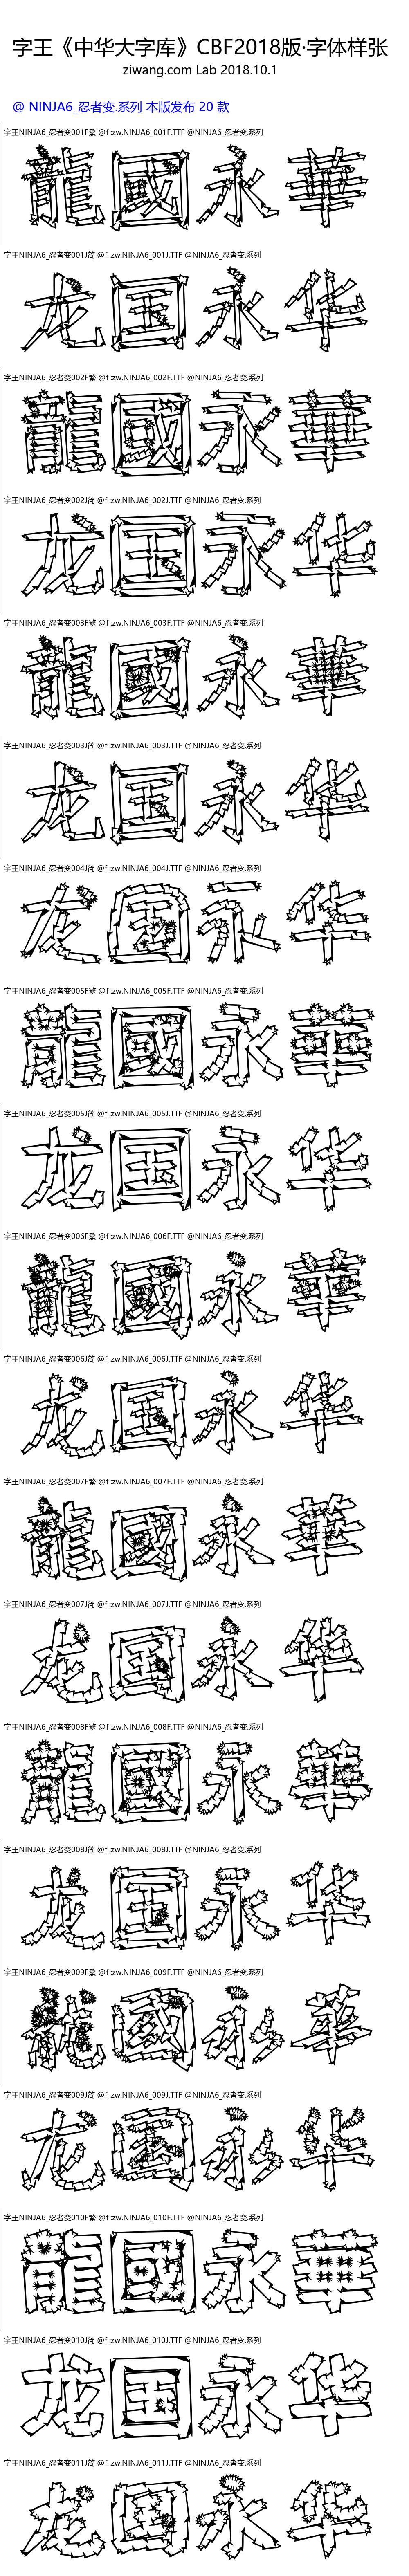 字王《中华大字库》CBF2018版·字体样张
ziwang.com Lab 2018.10.1
@ NINJA6_忍者变.系列 本版发布 20 款
字王NINJA6_忍者变001F繁 @f :zw.NINJA6_001F.TTF @NINJA6_忍者变.系列
龍國永華
字王NINJA6_忍者变001J简 @f :zw.NINJA6_001J.TTF @NINJA6_忍者变.系列
龙国永华
字王NINJA6_忍者变002F繁 @f :zw.NINJA6_002F.TTF @NINJA6_忍者变.系列
龍國永華
字王NINJA6_忍者变002J简 @f :zw.NINJA6_002J.TTF @NINJA6_忍者变.系列
龙国永华
字王NINJA6_忍者变003F繁 @f :zw.NINJA6_003F.TTF @NINJA6_忍者变.系列
龍國永華
字王NINJA6_忍者变003J简 @f :zw.NINJA6_003J.TTF @NINJA6_忍者变.系列
龙国永华
字王NINJA6_忍者变004J简 @f :zw.NINJA6_004J.TTF @NINJA6_忍者变.系列
龙国永华
字王NINJA6_忍者变005F繁 @f :zw.NINJA6_005F.TTF @NINJA6_忍者变.系列
龍國永華
字王NINJA6_忍者变005J简 @f :zw.NINJA6_005J.TTF @NINJA6_忍者变.系列
龙国永华
字王NINJA6_忍者变006F繁 @f :zw.NINJA6_006F.TTF @NINJA6_忍者变.系列
龍國永華
字王NINJA6_忍者变006J简 @f :zw.NINJA6_006J.TTF @NINJA6_忍者变.系列
龙国永华
字王NINJA6_忍者变007F繁 @f :zw.NINJA6_007F.TTF @NINJA6_忍者变.系列
龍國永華
字王NINJA6_忍者变007J简 @f :zw.NINJA6_007J.TTF @NINJA6_忍者变.系列
龙国永华
字王NINJA6_忍者变008F繁 @f :zw.NINJA6_008F.TTF @NINJA6_忍者变.系列
龍國永華
字王NINJA6_忍者变008J简 @f :zw.NINJA6_008J.TTF @NINJA6_忍者变.系列
龙国永华
字王NINJA6_忍者变009F繁 @f :zw.NINJA6_009F.TTF @NINJA6_忍者变.系列
龍國永華
字王NINJA6_忍者变009J简 @f :zw.NINJA6_009J.TTF @NINJA6_忍者变.系列
龙国永华
字王NINJA6_忍者变010F繁 @f :zw.NINJA6_010F.TTF @NINJA6_忍者变.系列
龍國永華
字王NINJA6_忍者变010J简 @f :zw.NINJA6_010J.TTF @NINJA6_忍者变.系列
龙国永华
字王NINJA6_忍者变011J简 @f :zw.NINJA6_011J.TTF @NINJA6_忍者变.系列
龙国永华